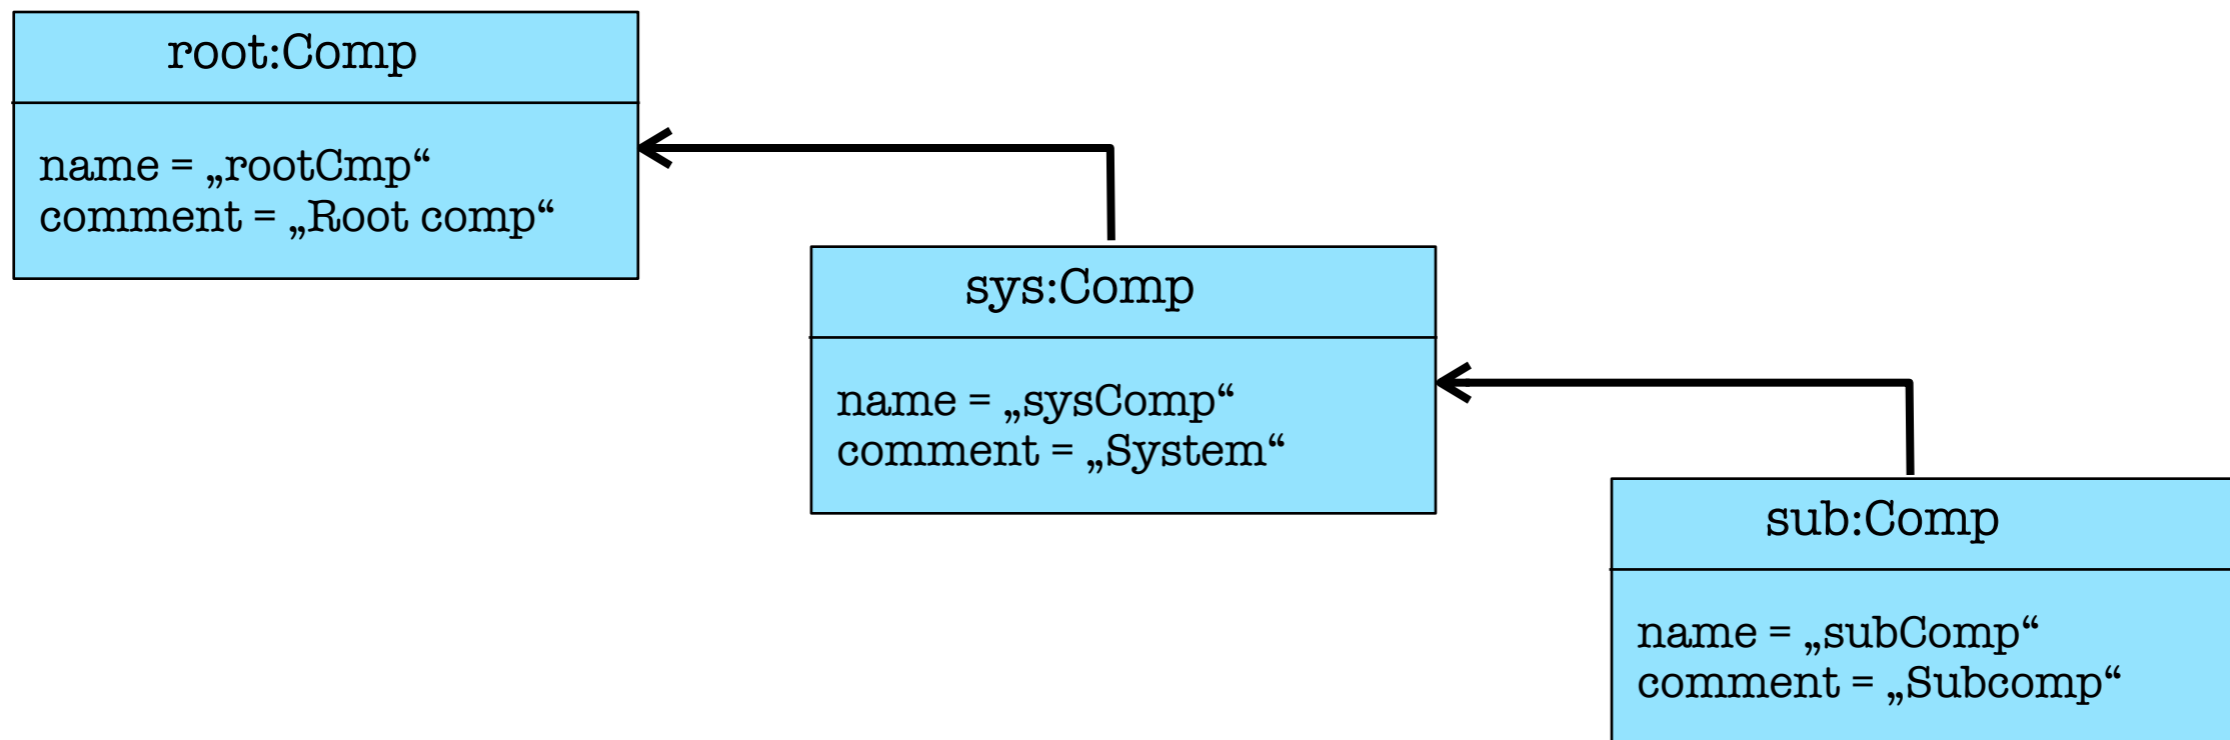 root:Comp
name = „rootCmp“
comment = „Root comp“
sys:Comp
name = „sysComp“
comment = „System“
sub:Comp
name = „subComp“
comment = „Subcomp“